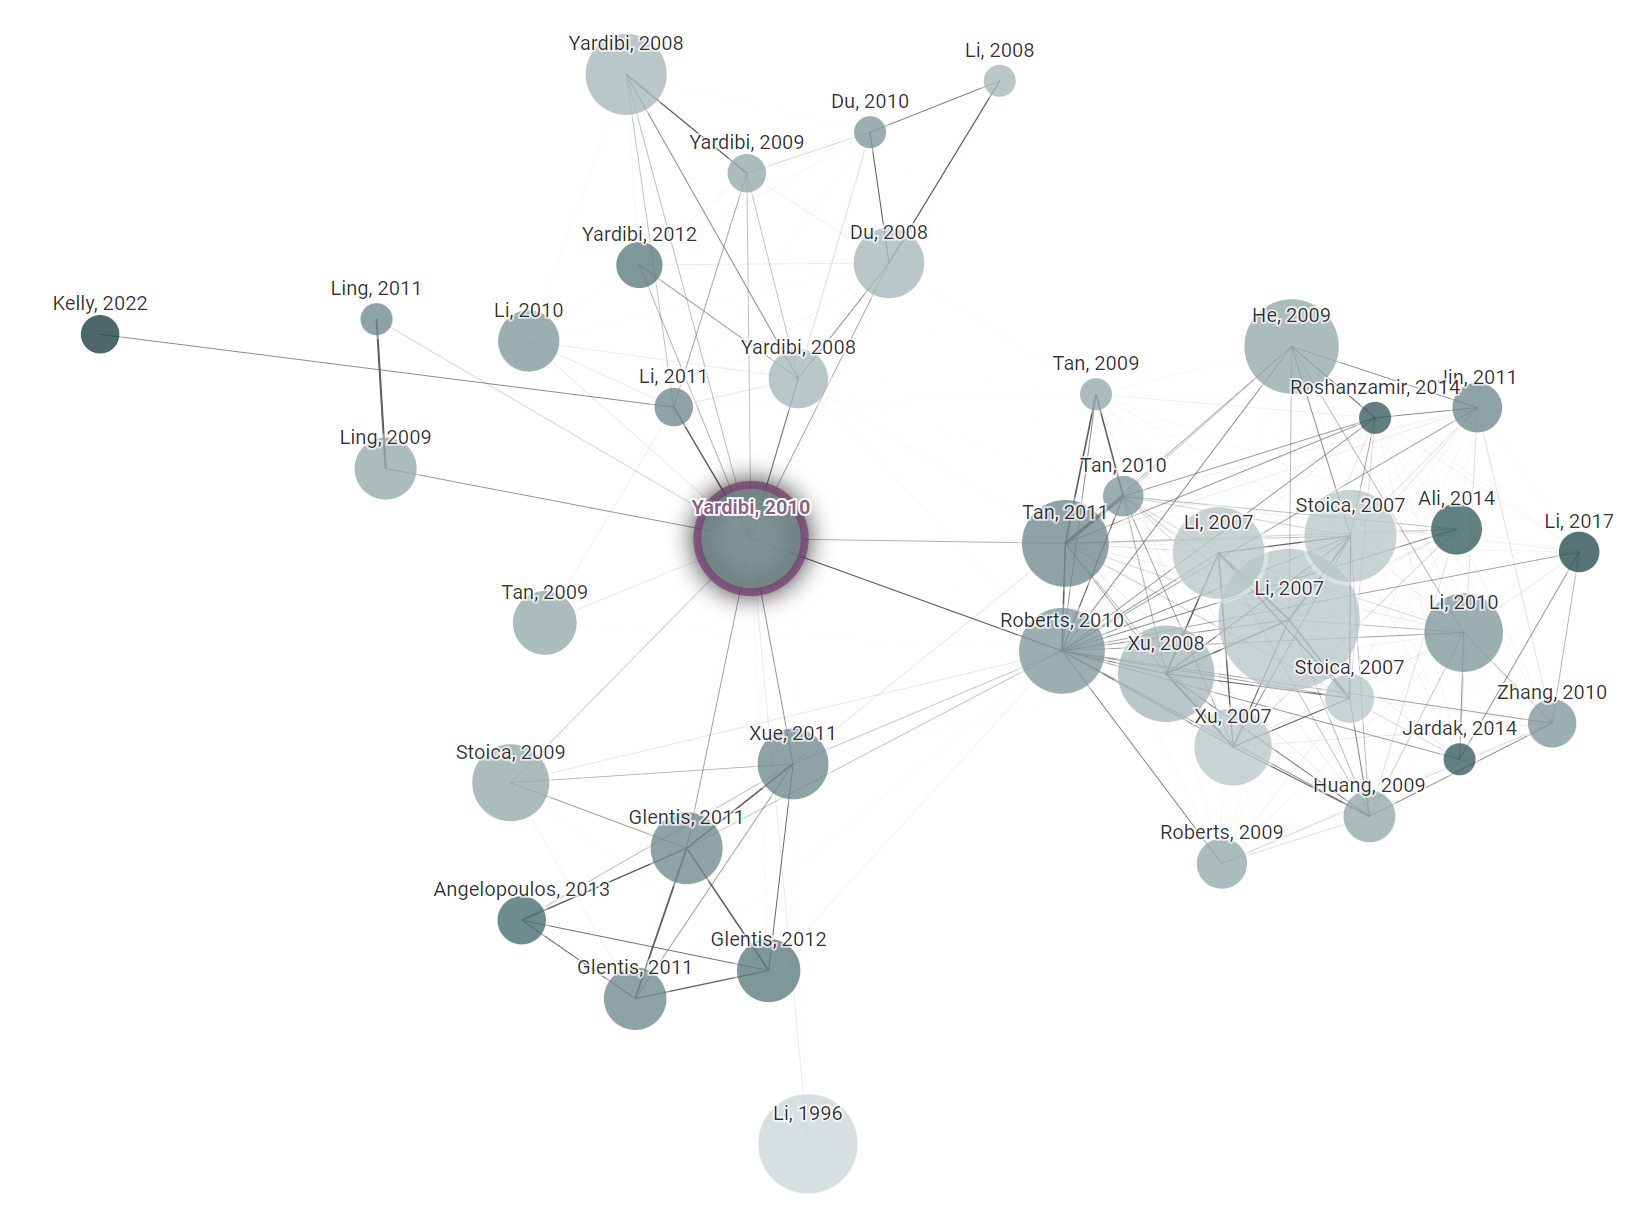 Yardibi, 2008
Li, 2008
Du, 2010
Yardibi, 2009
Yardibi, 2012
Du, 2008
Kelly, 2022
Ling, 2011
Li, 2010
He, 2009
Yardibi, 2008
Tan, 2009
Li, 2011
Jin, 2011
Roshanzamir, 2014
Ling, 2009
Tan, 2010
Yardibi, 2010
Tan, 2011
Li, 2007
Stoica, 2007
Ali, 2014
Li, 2017
Tan, 2009
Li, 2007
Li, 2010
Roberts, 2010
Xu, 2008
Stoica, 2007
Zhang, 2010
Xu, 2007
Jardak, 2014
Xue, 2011
Stoica, 2009
Huang, 2009
Glentis, 2011
Roberts, 2009
Angelopoulos, 2013
Glentis, 2012
Glentis, 2011
Li, 1996